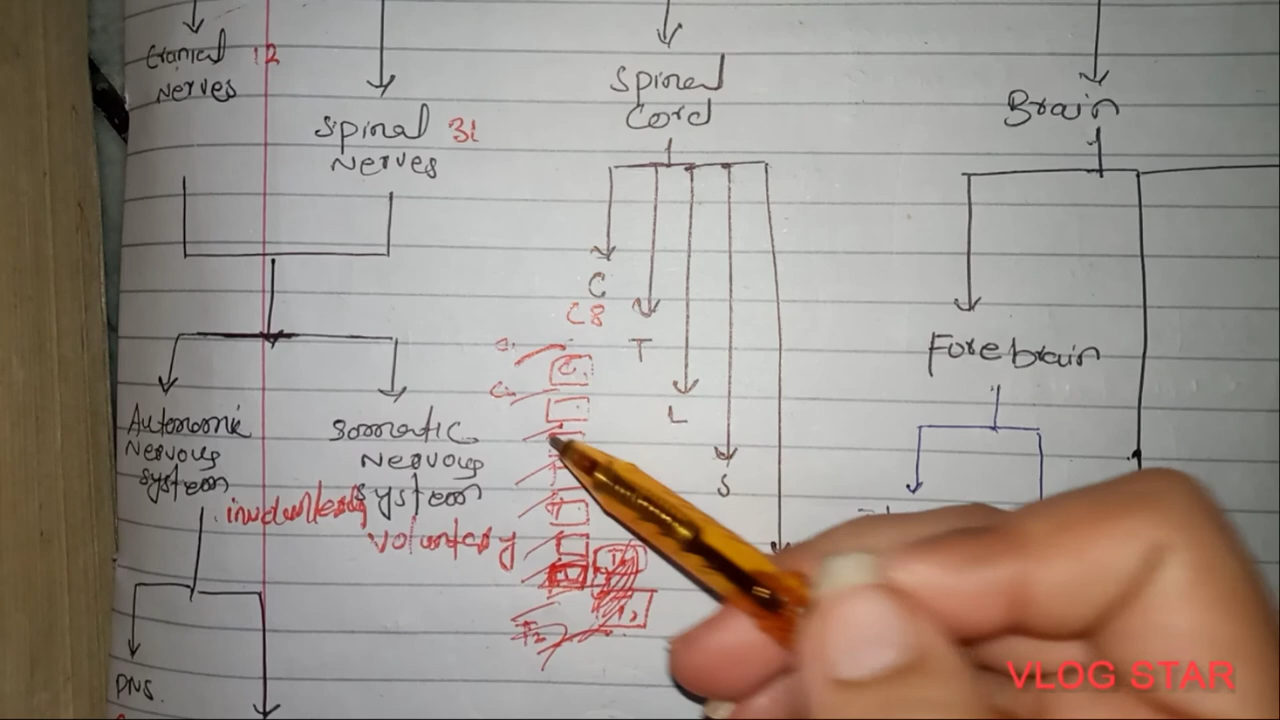 Cranial 12
Nerves
Spinal 31
Nerves
Spinal
Cord
Brain
C
C8
T
L
S
Forebrain
Autonomic
Nervous
system
Somatic
Nervous
system
voluntary
PNS
T2
VLOG STAR